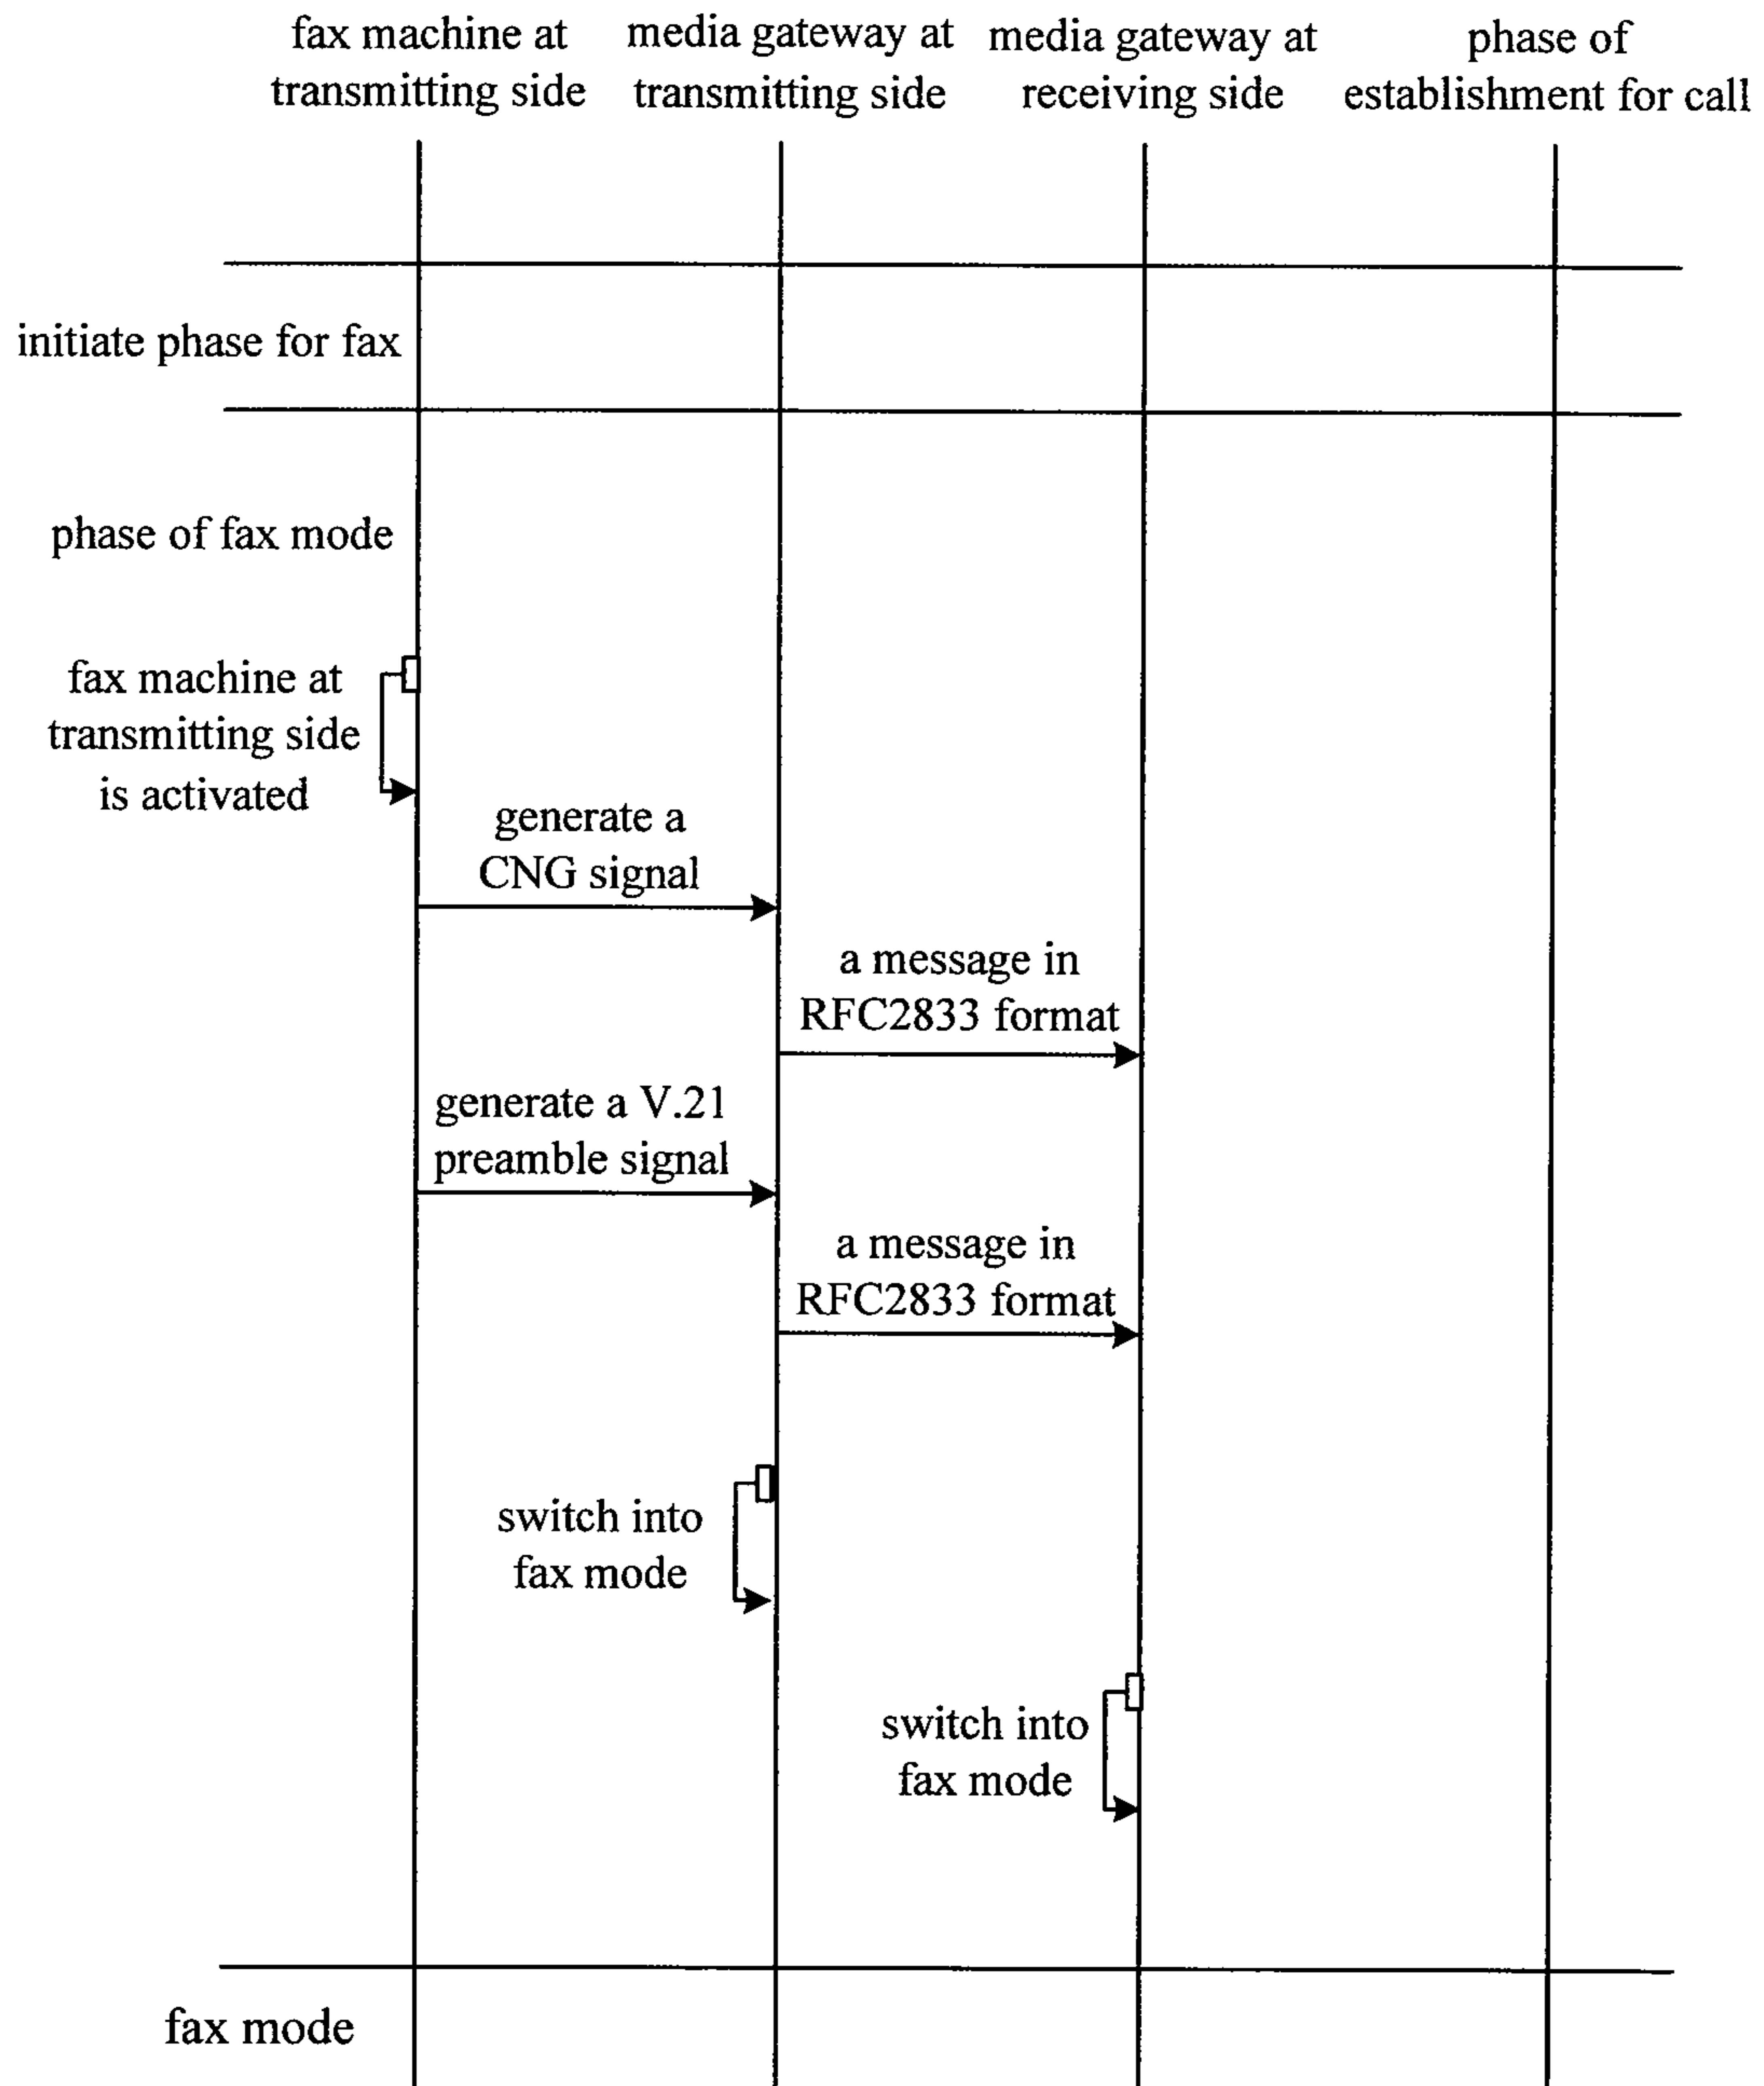 fax machine at
transmitting side
media gateway at
transmitting side
media gateway at
receiving side
phase of
establishment for call
initiate phase for fax
phase of fax mode
fax machine at
transmitting side
is activated
generate a
CNG signal
a message in
RFC2833 format
generate a V.21
preamble signal
a message in
RFC2833 format
switch into
fax mode
switch into
fax mode
fax mode